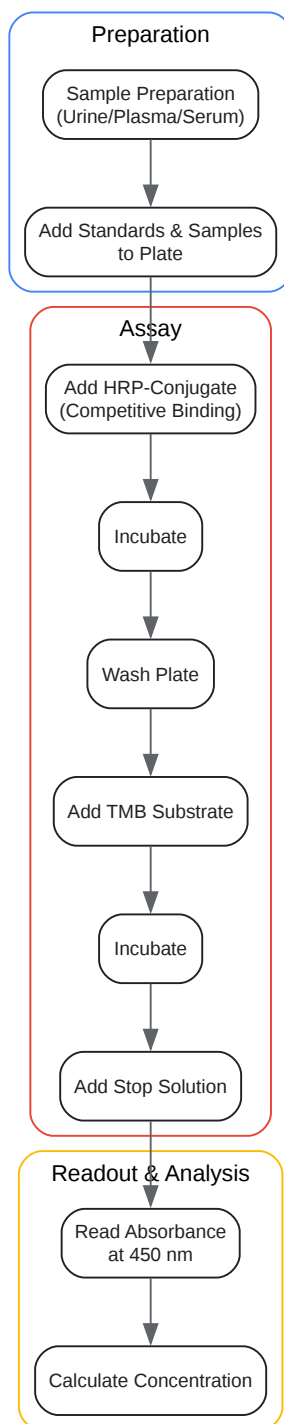 Preparation
Sample Preparation
(Urine/Plasma/Serum)
Add Standards & Samples
to Plate
Assay
Add HRP-Conjugate
(Competitive Binding)
Incubate
Wash Plate
Add TMB Substrate
Incubate
Add Stop Solution
Readout & Analysis
Read Absorbance
at 450 nm
Calculate Concentration